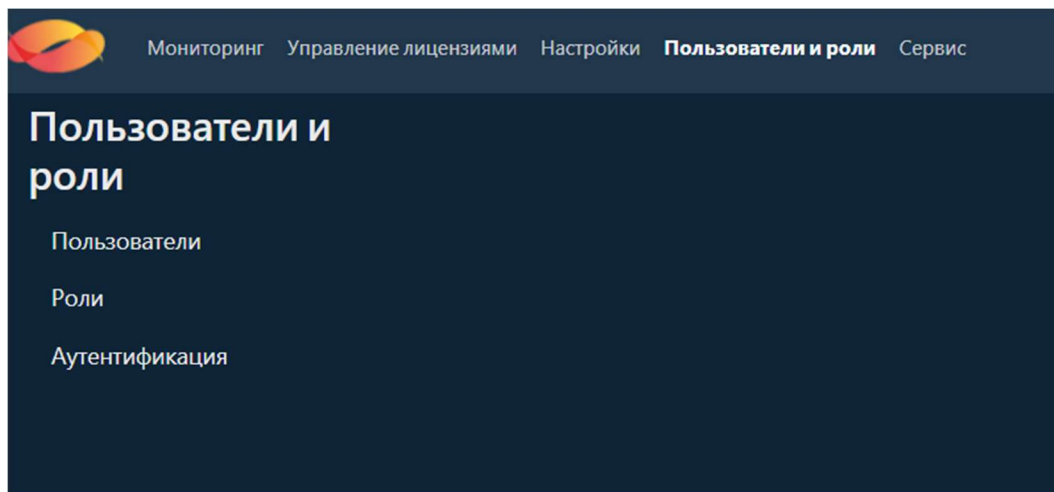 Мониторинг Управление лицензиями Настройки Пользователи и роли Сервис
Пользователи и
роли
Пользователи
Роли
Аутентификация